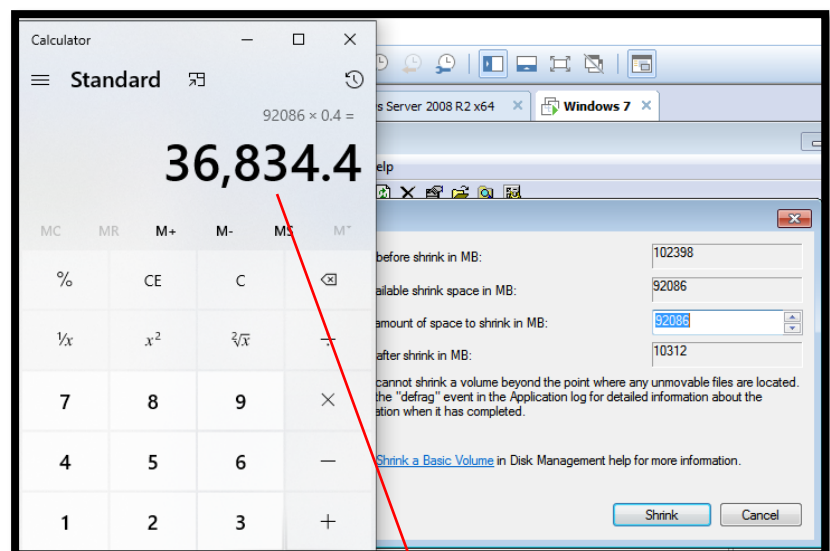 Calculator
Standard
92086 × 0.4 =
36,834.4
MC MR M+ M- MS M˅
% CE C
¹/x x² ²√x ÷
7 8 9 ×
4 5 6 −
1 2 3 +
s Server 2008 R2 x64 × Windows 7 ×
elp
before shrink in MB: 102398
ailable shrink space in MB: 92086
amount of space to shrink in MB: 92086
after shrink in MB: 10312
cannot shrink a volume beyond the point where any unmovable files are located.
the "defrag" event in the Application log for detailed information about the
ation when it has completed.
Shrink a Basic Volume in Disk Management help for more information.
Shrink Cancel